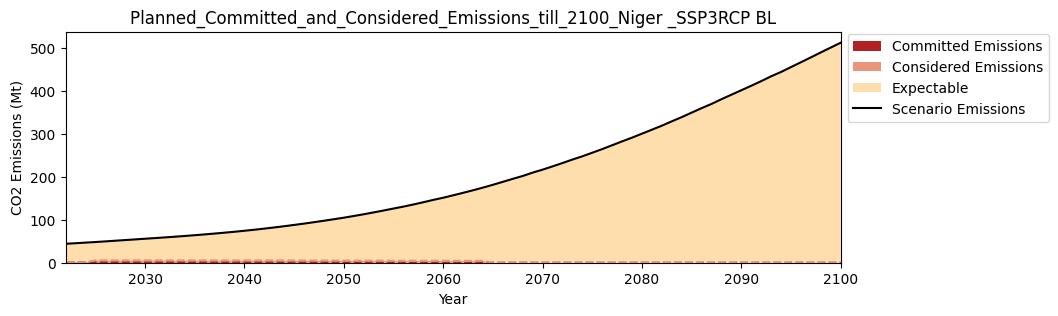 Planned_Committed_and_Considered_Emissions_till_2100_Niger _SSP3RCP BL
CO2 Emissions (Mt)
500
400
300
200
100
0
2030 2040 2050 2060 2070 2080 2090 2100
Year
Committed Emissions
Considered Emissions
Expectable
Scenario Emissions